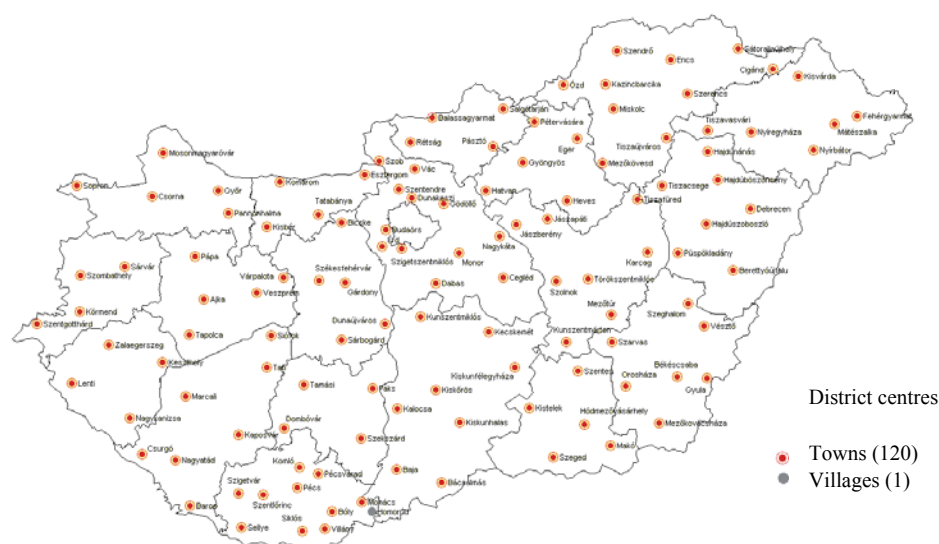 Szendrő
Sátoraljaújhely
Encs
Cigánd
Kisvárda
Ózd
Kazincbarcika
Szerencs
Salgótarján
Miskolc
Balassagyarmat
Pétervására
Tiszavasvári
Fehérgyarmat
Nyíregyháza
Mátészalka
Rétság
Pásztó
Eger
Tiszaújváros
Hajdúnánás
Nyírbátor
Mosonmagyaróvár
Szob
Vác
Gyöngyös
Mezőkövesd
Esztergom
Sopron
Komárom
Szentendre
Hatvan
Tiszacsege
Hajdúböszörmény
Csorna
Győr
Dunakeszi
Gödöllő
Heves
Tiszafüred
Debrecen
Pannonhalma
Tatabánya
Jászapáti
Kisbér
Bicske
Budaörs
Jászberény
Hajdúszoboszló
Érd
Nagykáta
Szigetszentmiklós
Monor
Karcag
Püspökladány
Pápa
Sárvár
Szombathely
Várpalota
Székesfehérvár
Cegléd
Szolnok
Törökszentmiklós
Berettyóújfalu
Veszprém
Gárdony
Dabas
Ajka
Mezőtúr
Szeghalom
Körmend
Szentgotthárd
Dunaújváros
Kunszentmiklós
Kecskemét
Kunszentmárton
Vésztő
Tapolca
Siófok
Sárbogárd
Szarvas
Zalaegerszeg
Keszthely
Tab
Kiskunfélegyháza
Szentes
Békéscsaba
Orosháza
Gyula
Lenti
Tamási
Paks
Kiskőrös
Marcali
Kalocsa
Kistelek
Hódmezővásárhely
District centres
Nagykanizsa
Dombóvár
Kiskunhalas
Mezőkovácsháza
Kaposvár
Szekszárd
Makó
Csurgó
Nagyatád
Komló
Szeged
Towns (120)
Pécsvárad
Baja
Szigetvár
Pécs
Bácsalmás
Villages (1)
Szentlőrinc
Mohács
Barcs
Bóly
Homorúd
Siklós
Sellye
Villány